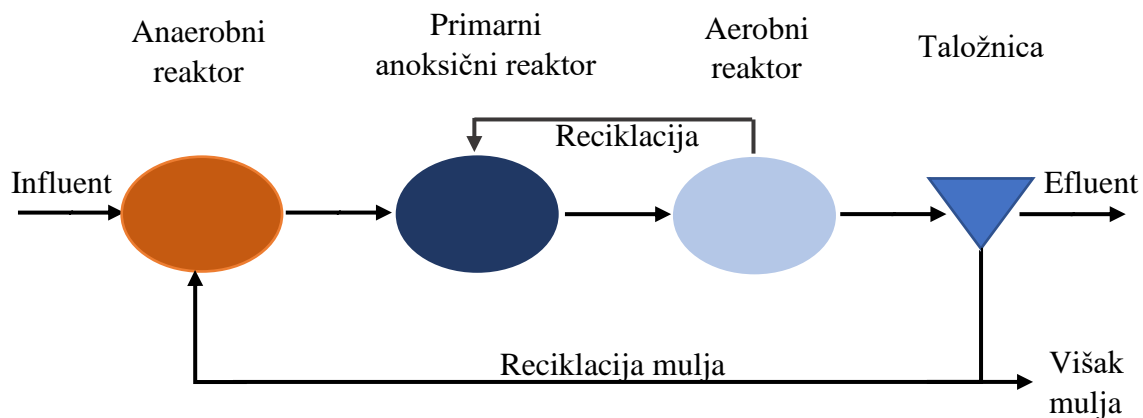 Anaerobni
reaktor
Primarni
anoksični reaktor
Aerobni
reaktor
Taložnica
Reciklacija
Influent
Efluent
Reciklacija mulja
Višak
mulja